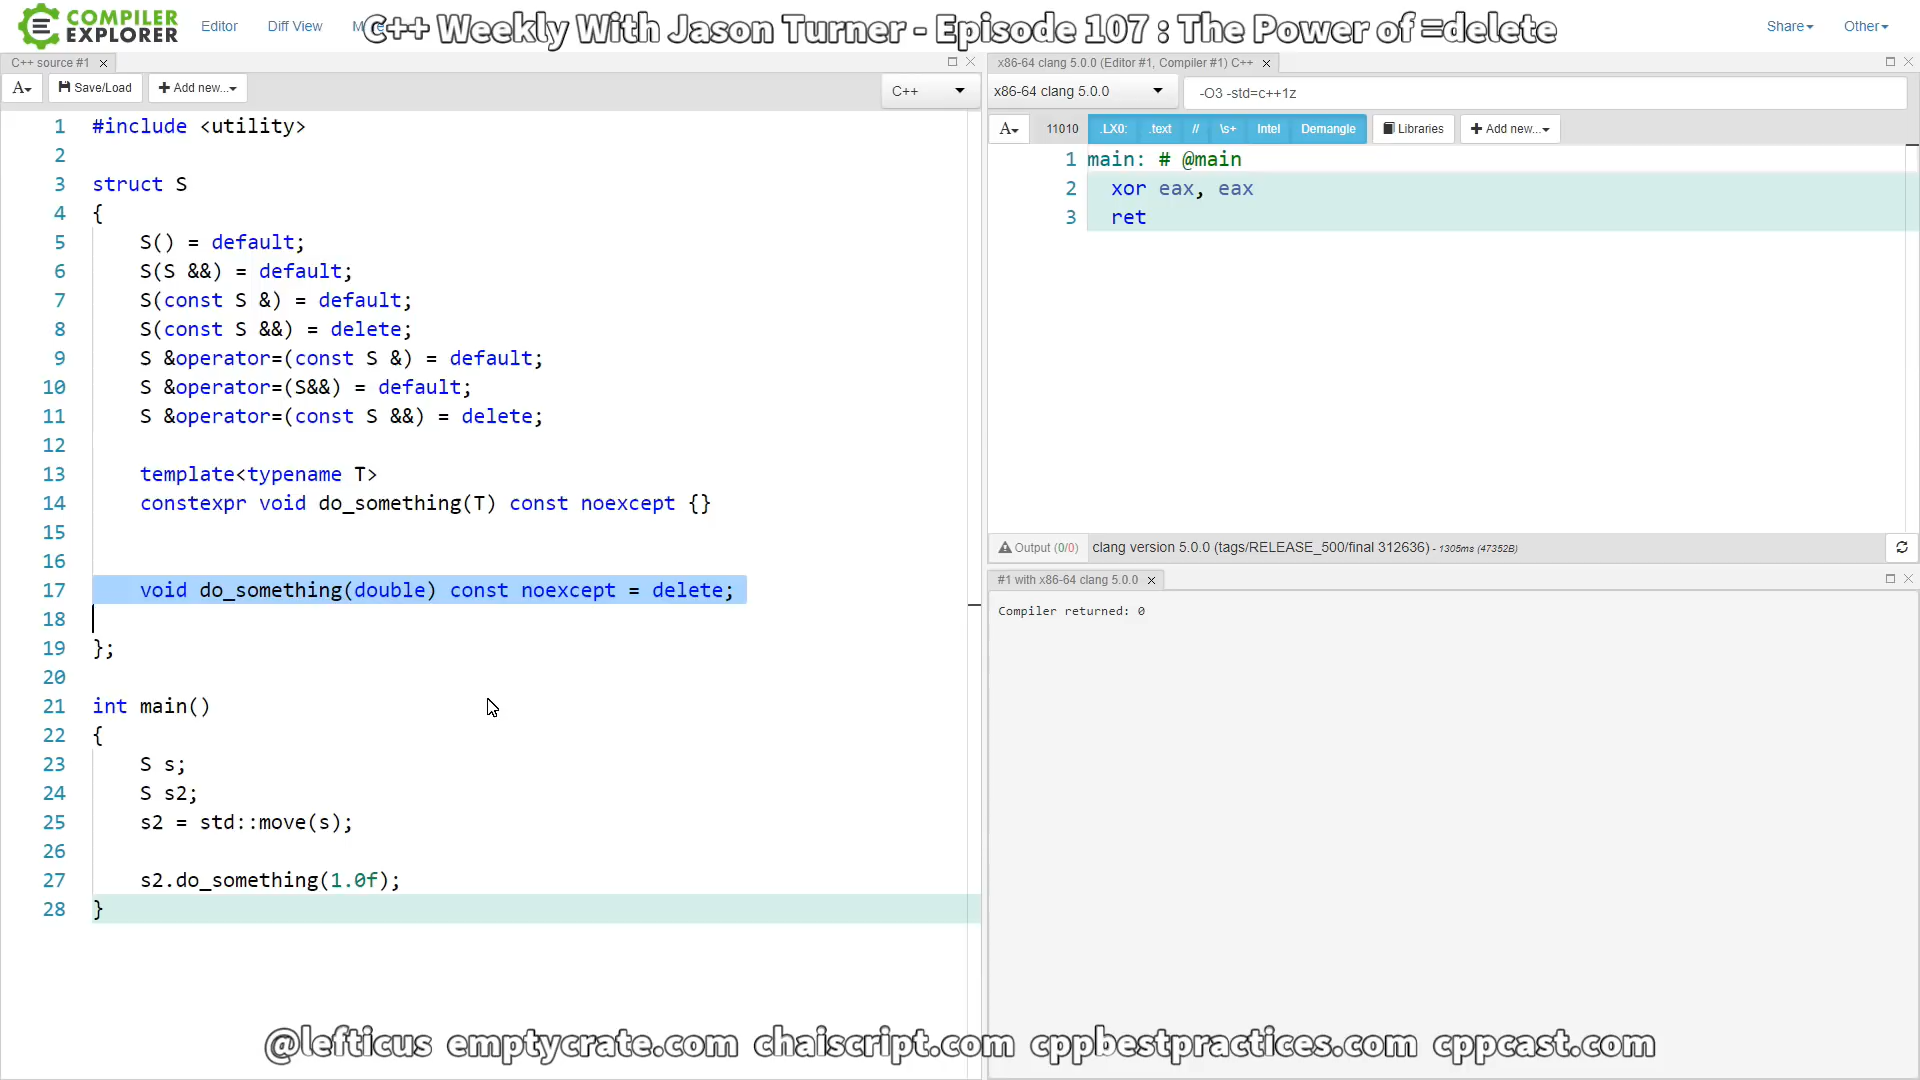 COMPILER
EXPLORER
Editor
Diff View
C++ Weekly With Jason Turner - Episode 107 : The Power of =delete
Share
Other
C++ source #1
A
Save/Load
Add new...
C++
1 #include <utility>
2
3 struct S
4 {
5 S() = default;
6 S(S &&) = default;
7 S(const S &) = default;
8 S(const S &&) = delete;
9 S &operator=(const S &) = default;
10 S &operator=(S&&) = default;
11 S &operator=(const S &&) = delete;
12
13 template<typename T>
14 constexpr void do_something(T) const noexcept {}
15
16
17 void do_something(double) const noexcept = delete;
18
19 };
20
21 int main()
22 {
23 S s;
24 S s2;
25 s2 = std::move(s);
26
27 s2.do_something(1.0f);
28 }
x86-64 clang 5.0.0 (Editor #1, Compiler #1) C++
x86-64 clang 5.0.0
-O3 -std=c++1z
A
11010
.LX0:
.text
//
\s+
Intel
Demangle
Libraries
Add new...
1 main: # @main
2 xor eax, eax
3 ret
Output (0/0)
clang version 5.0.0 (tags/RELEASE_500/final 312636) - 1305ms (47352B)
#1 with x86-64 clang 5.0.0
Compiler returned: 0
@lefticus emptycrate.com chaiscript.com cppbestpractices.com cppcast.com